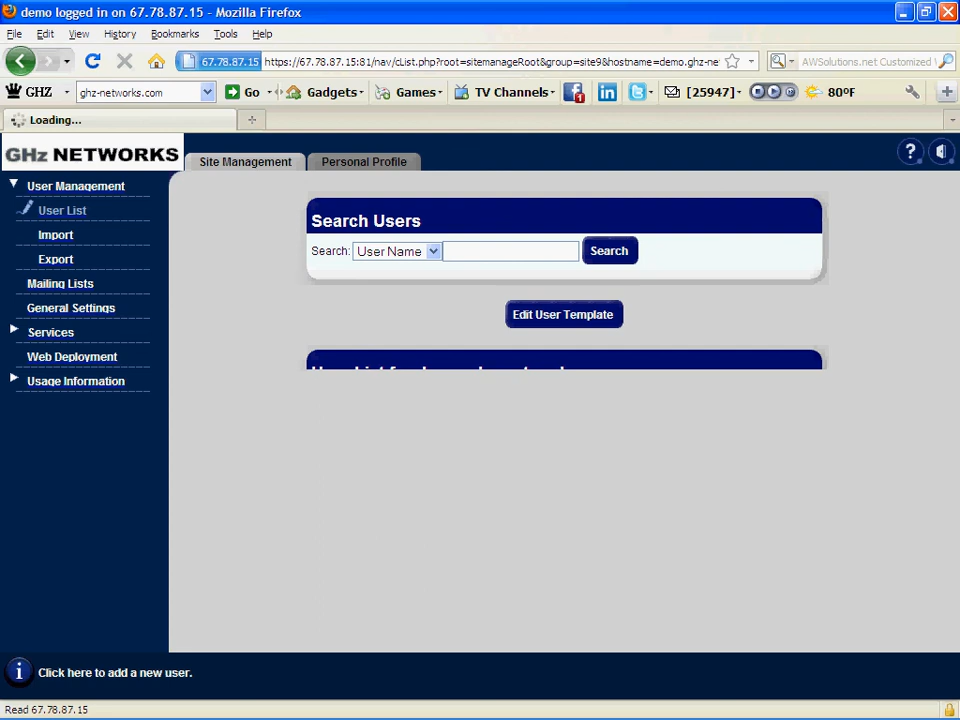 demo logged in on 67.78.87.15 - Mozilla Firefox
File Edit View History Bookmarks Tools Help
67.78.87.15 https://67.78.87.15:81/nav/cList.php?root=sitemanageRoot&group=site9&hostname=demo.ghz-ne AWSolutions.net Customized
GHZ ghz-networks.com Go Gadgets Games TV Channels 1 [25947] 80ºF
Loading...
GHz NETWORKS
Site Management Personal Profile
User Management
User List
Import
Export
Mailing Lists
General Settings
Services
Web Deployment
Usage Information
Search Users
Search: User Name Search
Edit User Template
Click here to add a new user.
Read 67.78.87.15